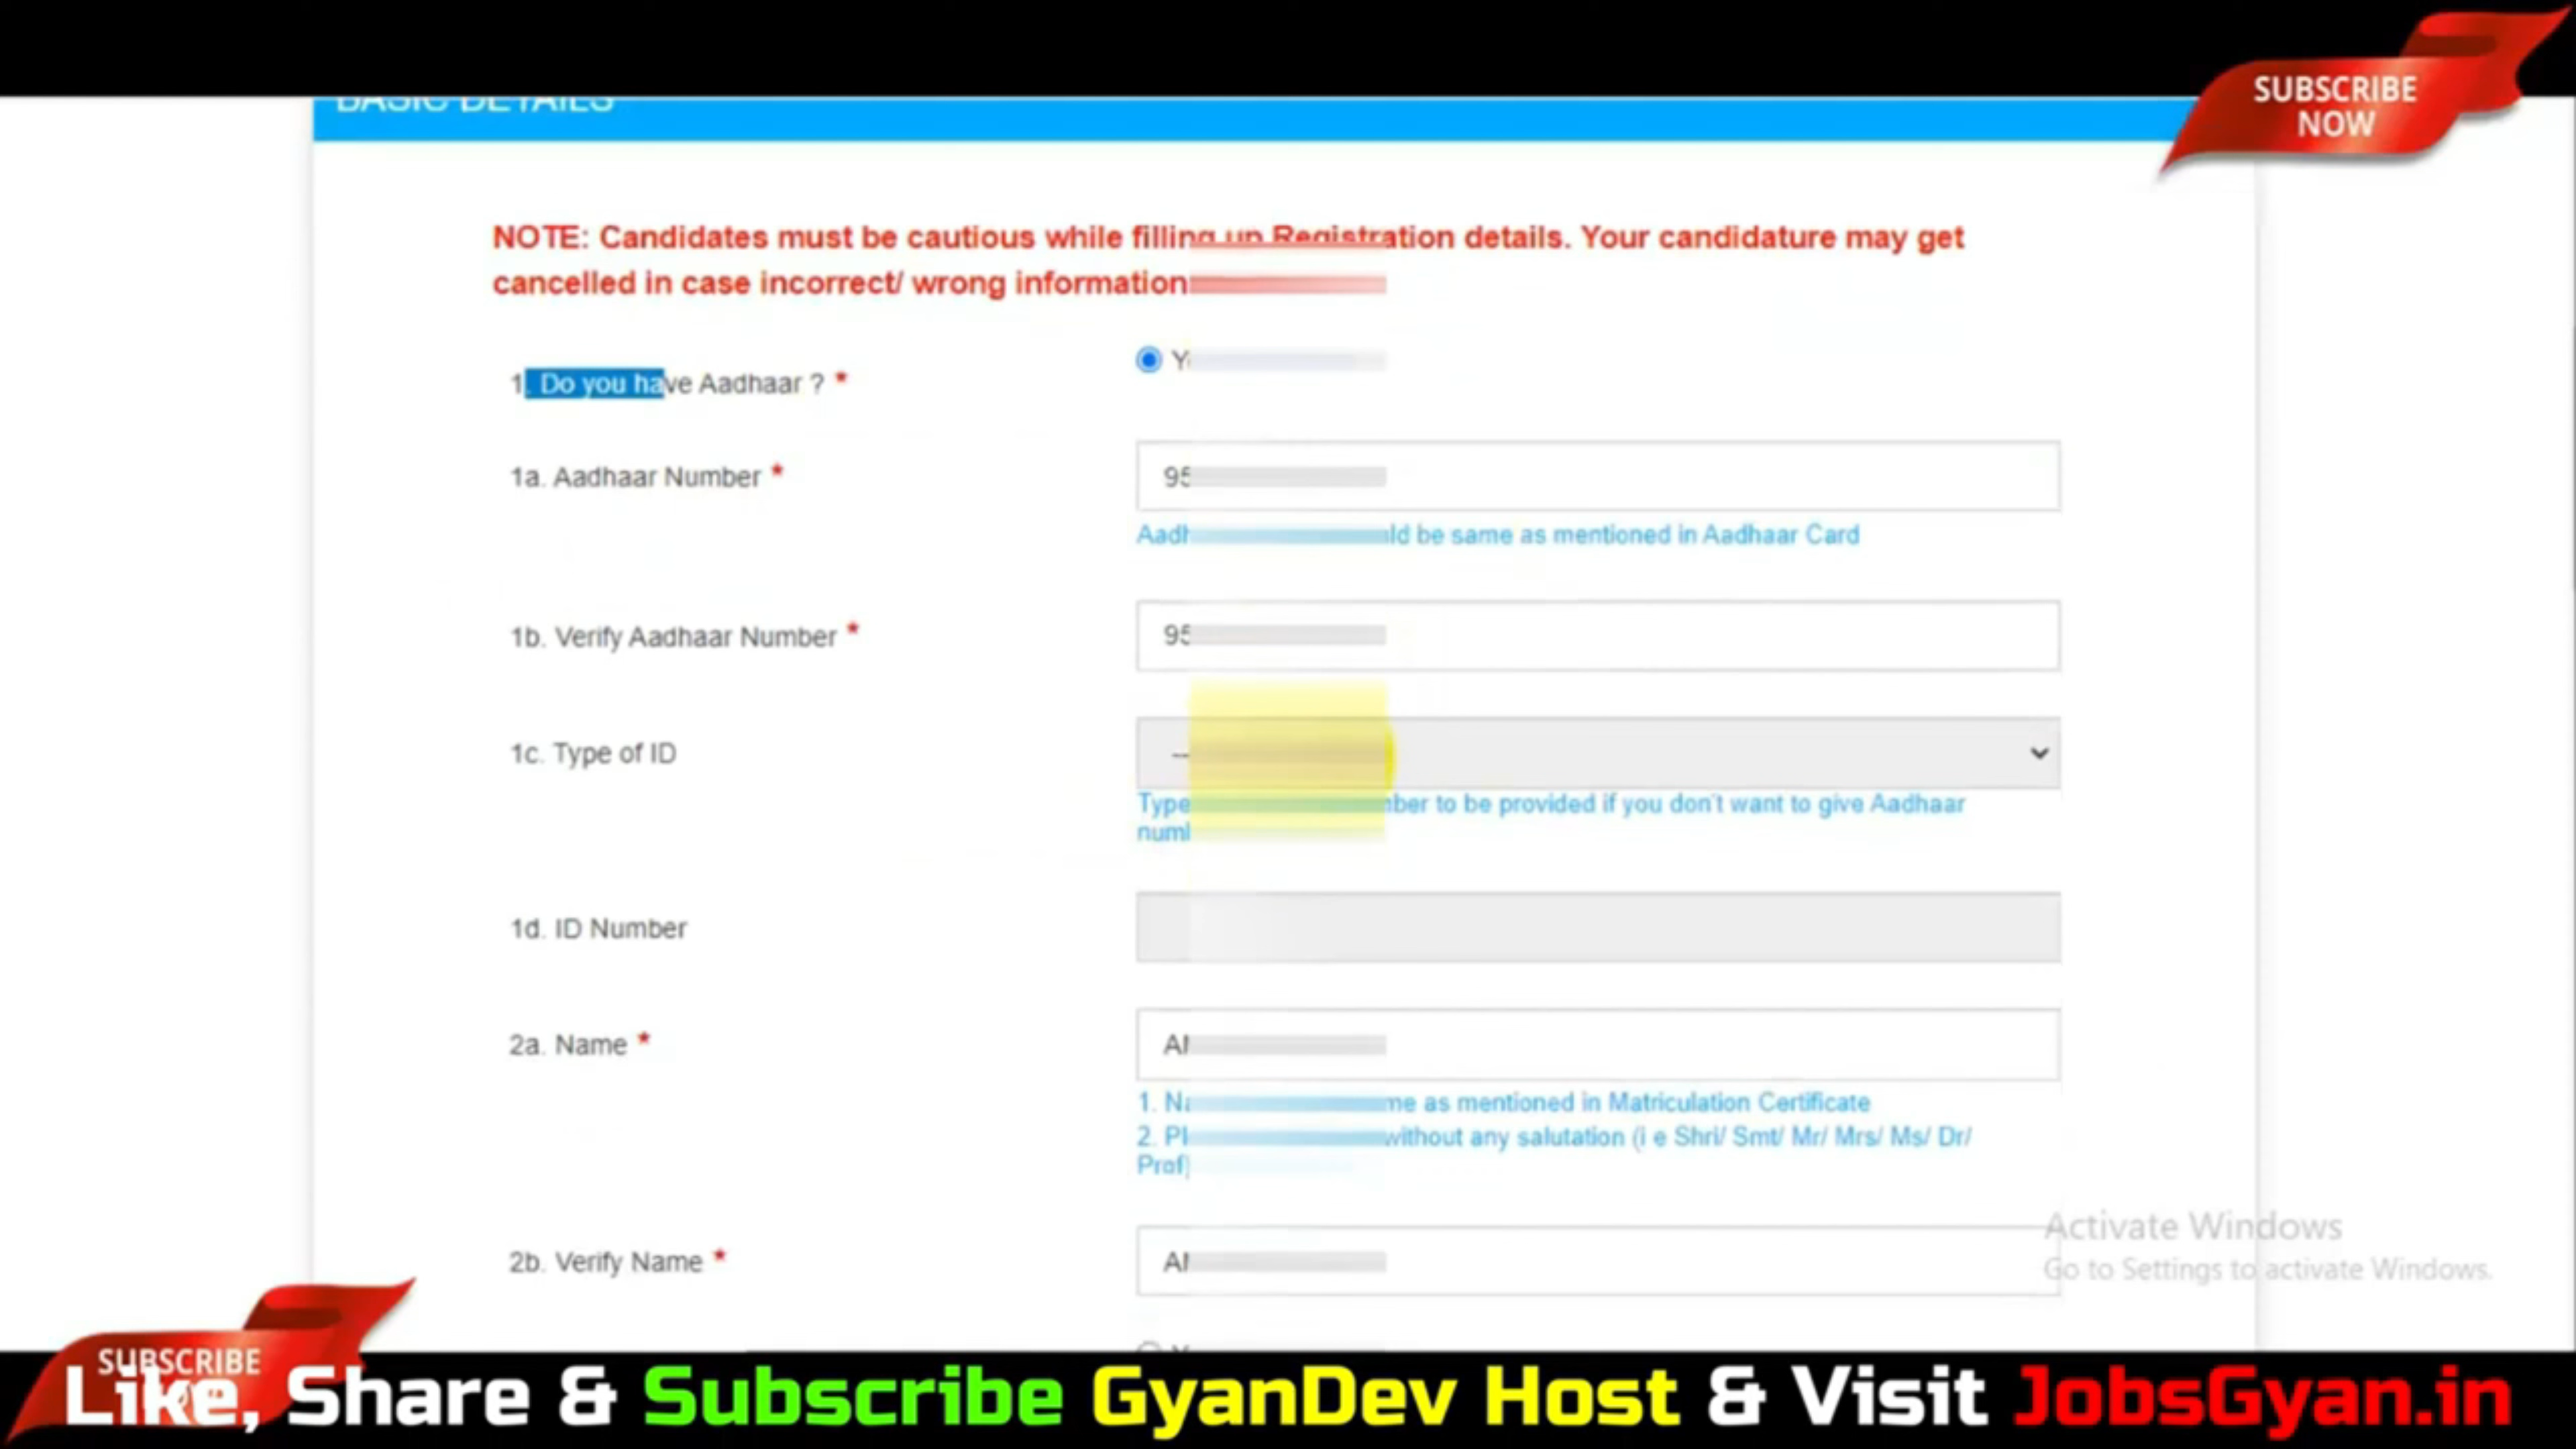 SUBSCRIBE
NOW
BASIC DETAILS
NOTE: Candidates must be cautious while filling up Registration details. Your candidature may get
cancelled in case incorrect/ wrong information
1. Do you have Aadhaar ? *
1a. Aadhaar Number *
95
ld be same as mentioned in Aadhaar Card
1b. Verify Aadhaar Number *
95
1c. Type of ID
--
Type
ber to be provided if you don't want to give Aadhaar
1d. ID Number
2a. Name *
1.
me as mentioned in Matriculation Certificate
2.
without any salutation (i e Shri/ Smt/ Mr/ Mrs/ Ms/ Dr/
Prof)
2b. Verify Name *
Activate Windows
Go to Settings to activate Windows.
SUBSCRIBE
Like, Share & Subscribe GyanDev Host & Visit JobsGyan.in